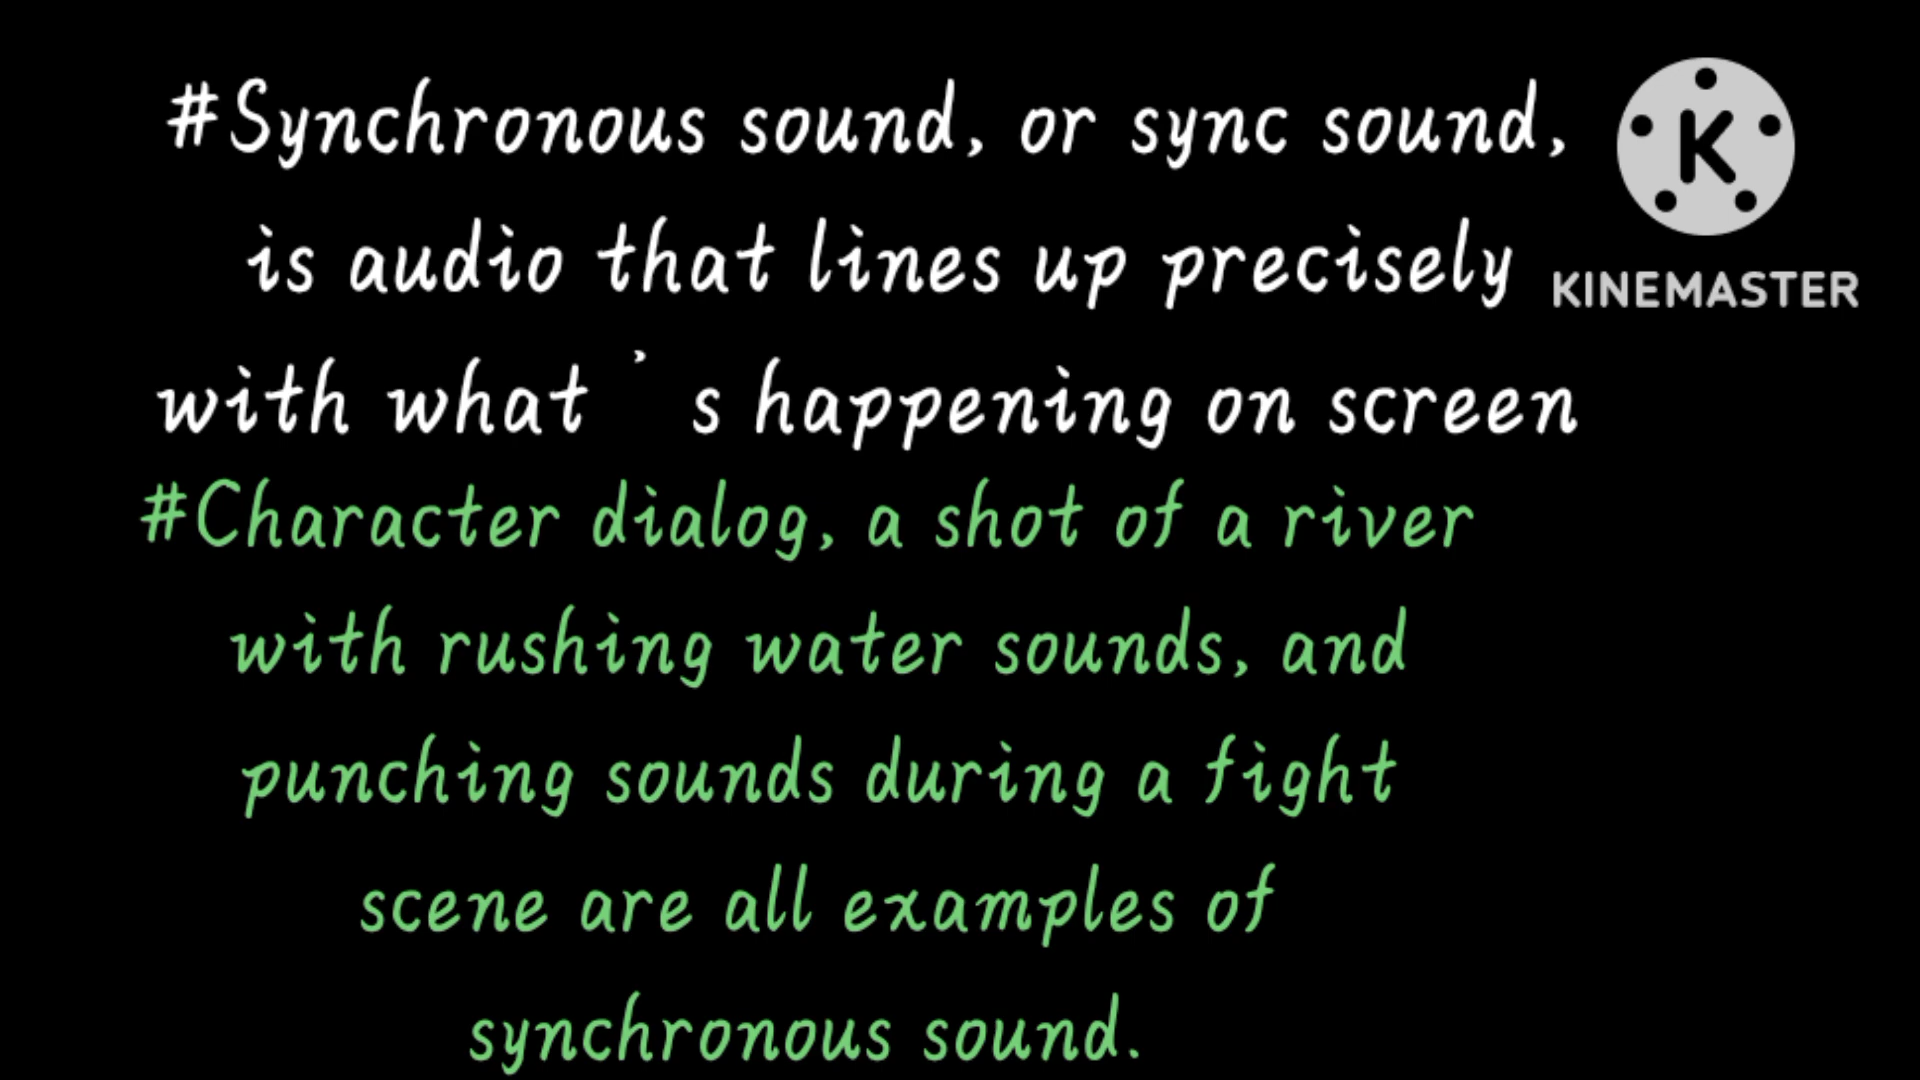 #Synchronous sound, or sync sound,
is audio that lines up precisely
with what ’ s happening on screen
#Character dialog, a shot of a river
with rushing water sounds, and
punching sounds during a fight
scene are all examples of
synchronous sound.
K
KINEMASTER